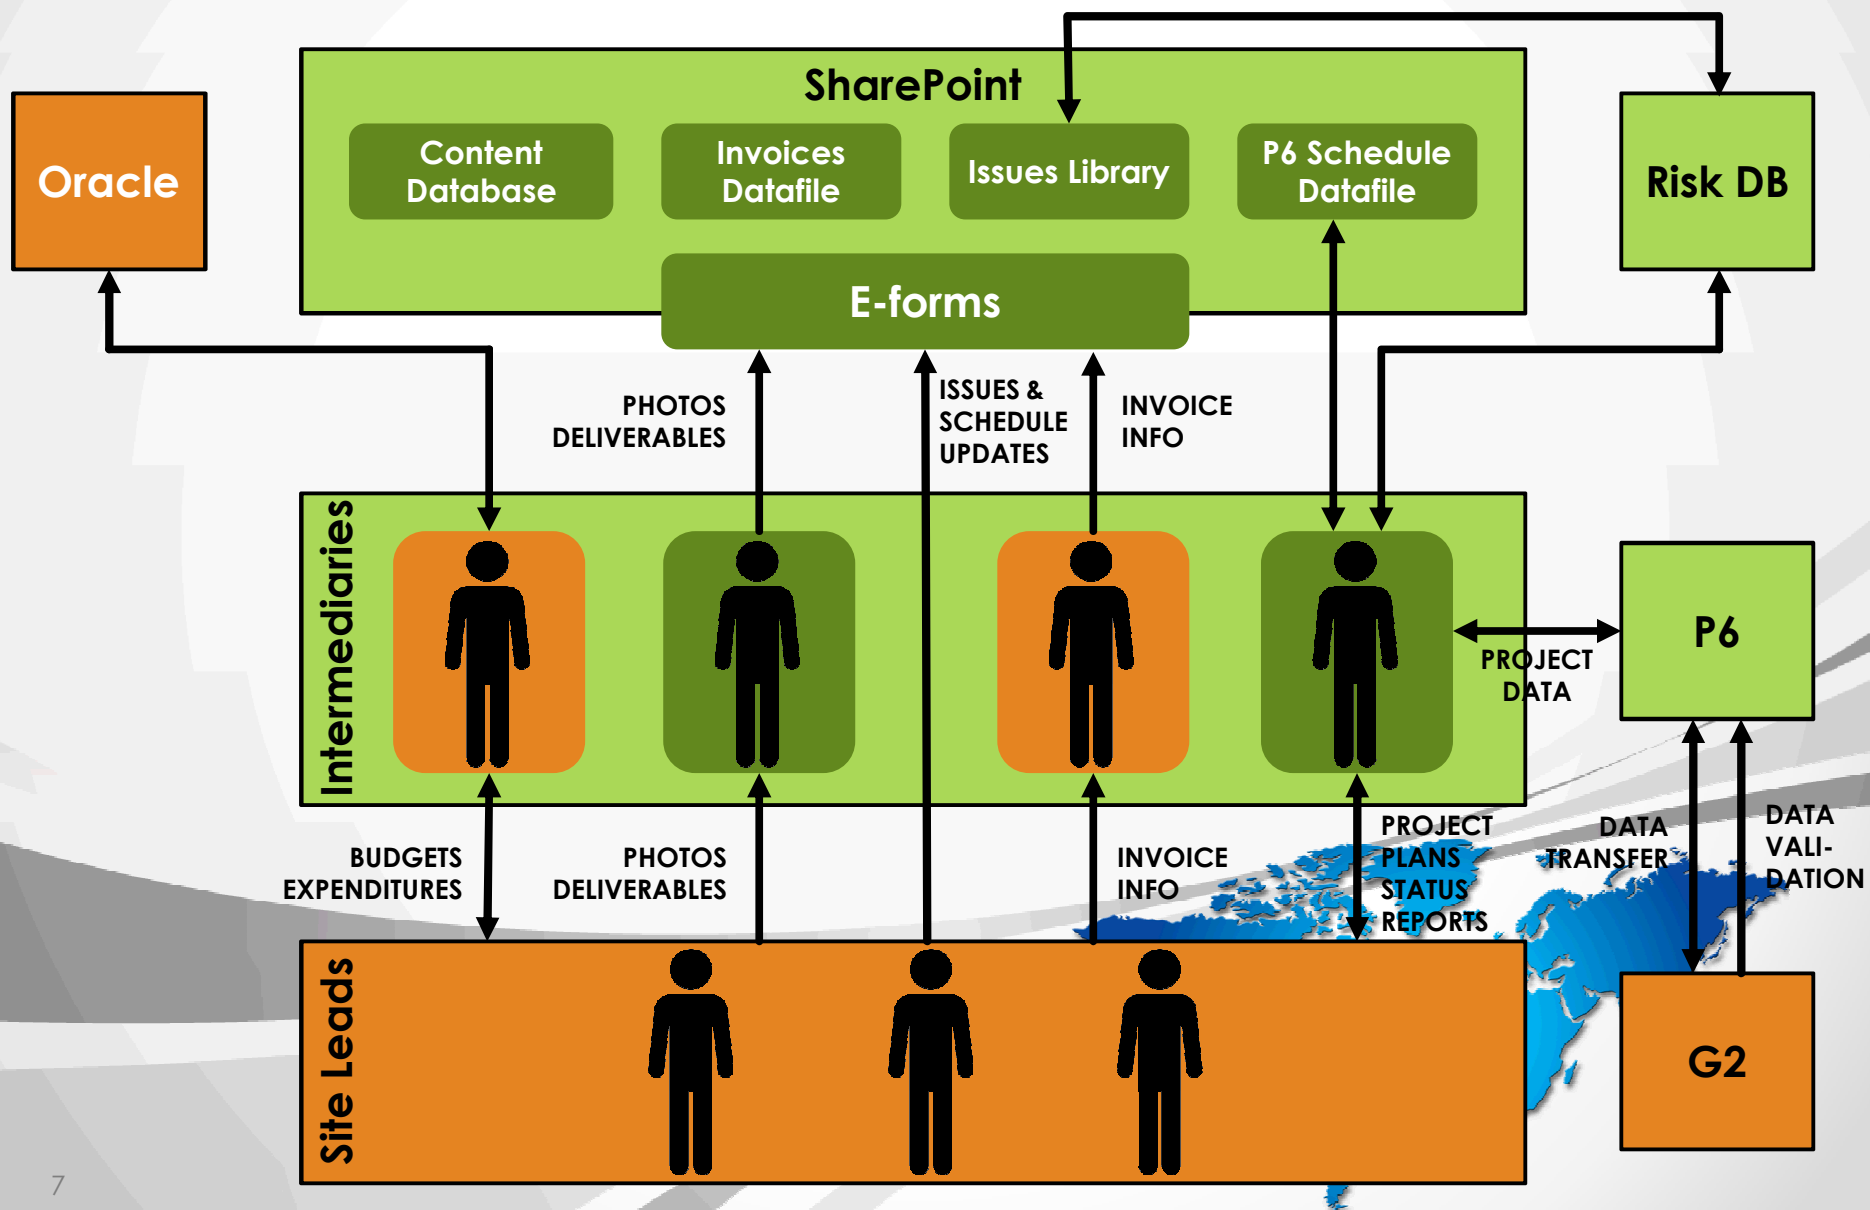 SharePoint
Oracle
Content
Database
Invoices
Datafile
Issues Library
P6 Schedule
Datafile
Risk DB
E-forms
PHOTOS
DELIVERABLES
ISSUES &
SCHEDULE
UPDATES
INVOICE
INFO
Intermediaries
P6
PROJECT
DATA
BUDGETS
EXPENDITURES
PHOTOS
DELIVERABLES
INVOICE
INFO
PROJECT
PLANS
STATUS
REPORTS
DATA
TRANSFER
DATA
VALI-
DATION
Site Leads
G2
7